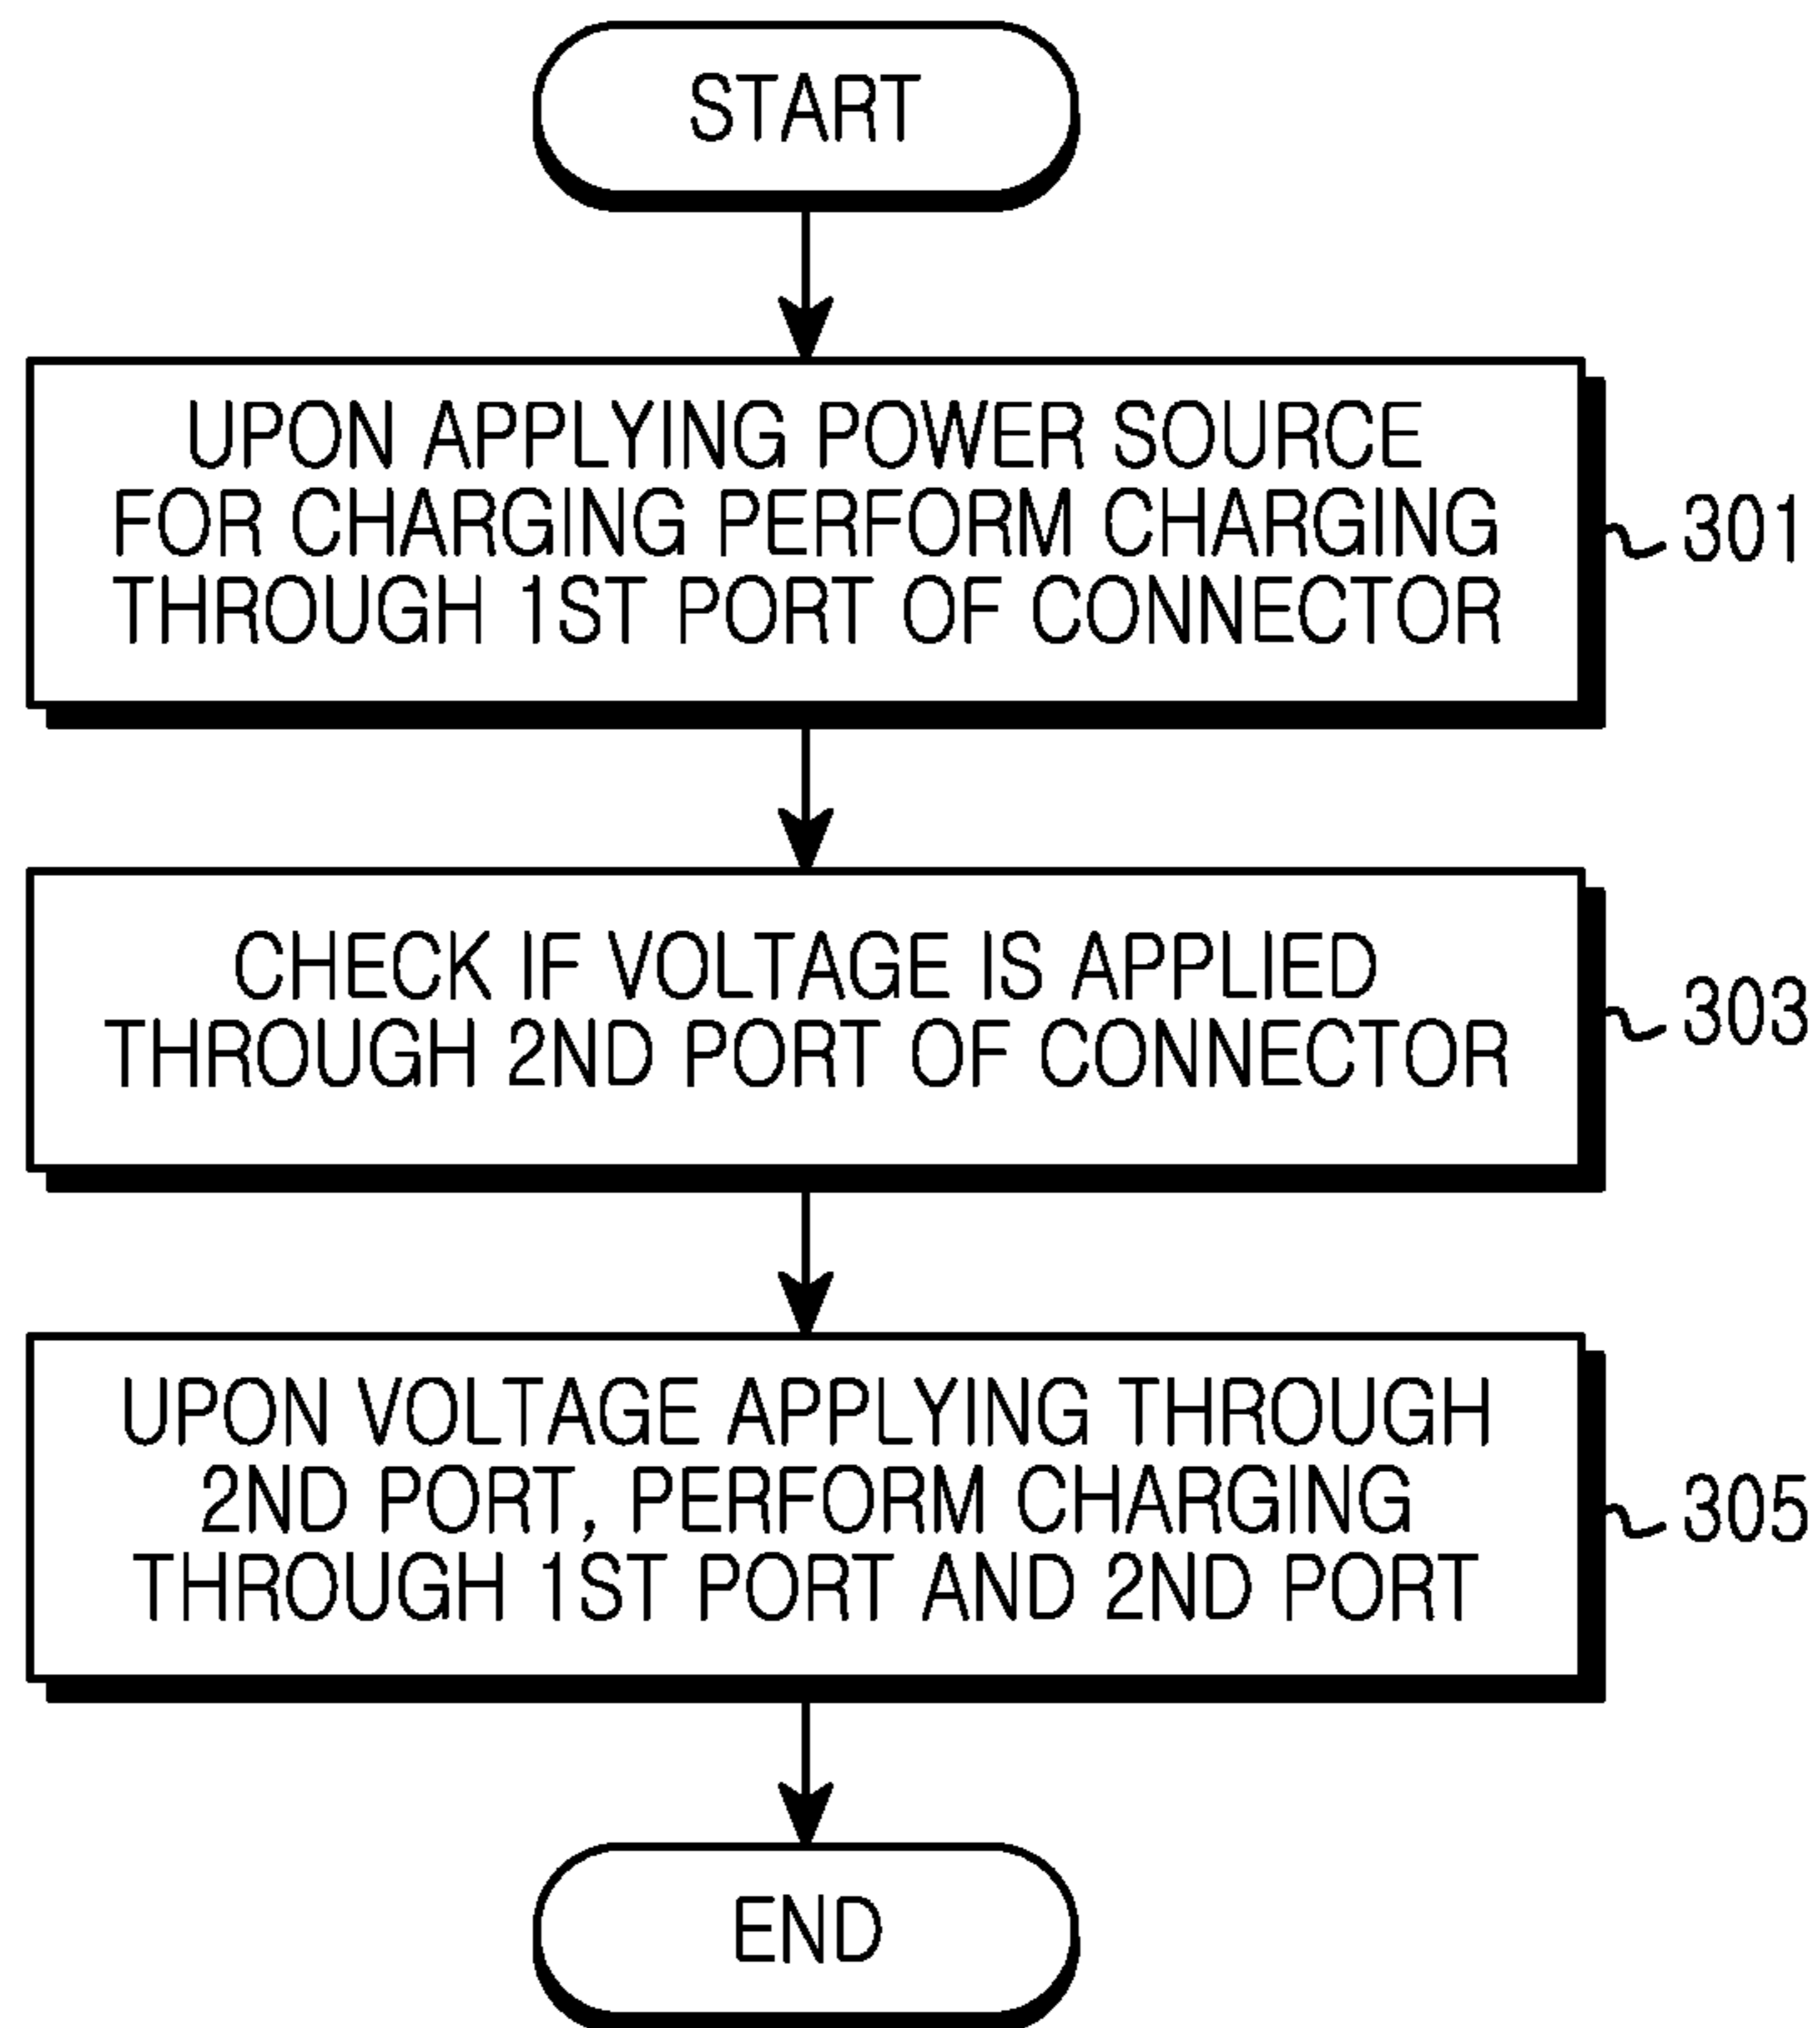 START
UPON APPLYING POWER SOURCE
FOR CHARGING PERFORM CHARGING
THROUGH 1ST PORT OF CONNECTOR
301
CHECK IF VOLTAGE IS APPLIED
THROUGH 2ND PORT OF CONNECTOR
303
UPON VOLTAGE APPLYING THROUGH
2ND PORT, PERFORM CHARGING
THROUGH 1ST PORT AND 2ND PORT
305
END